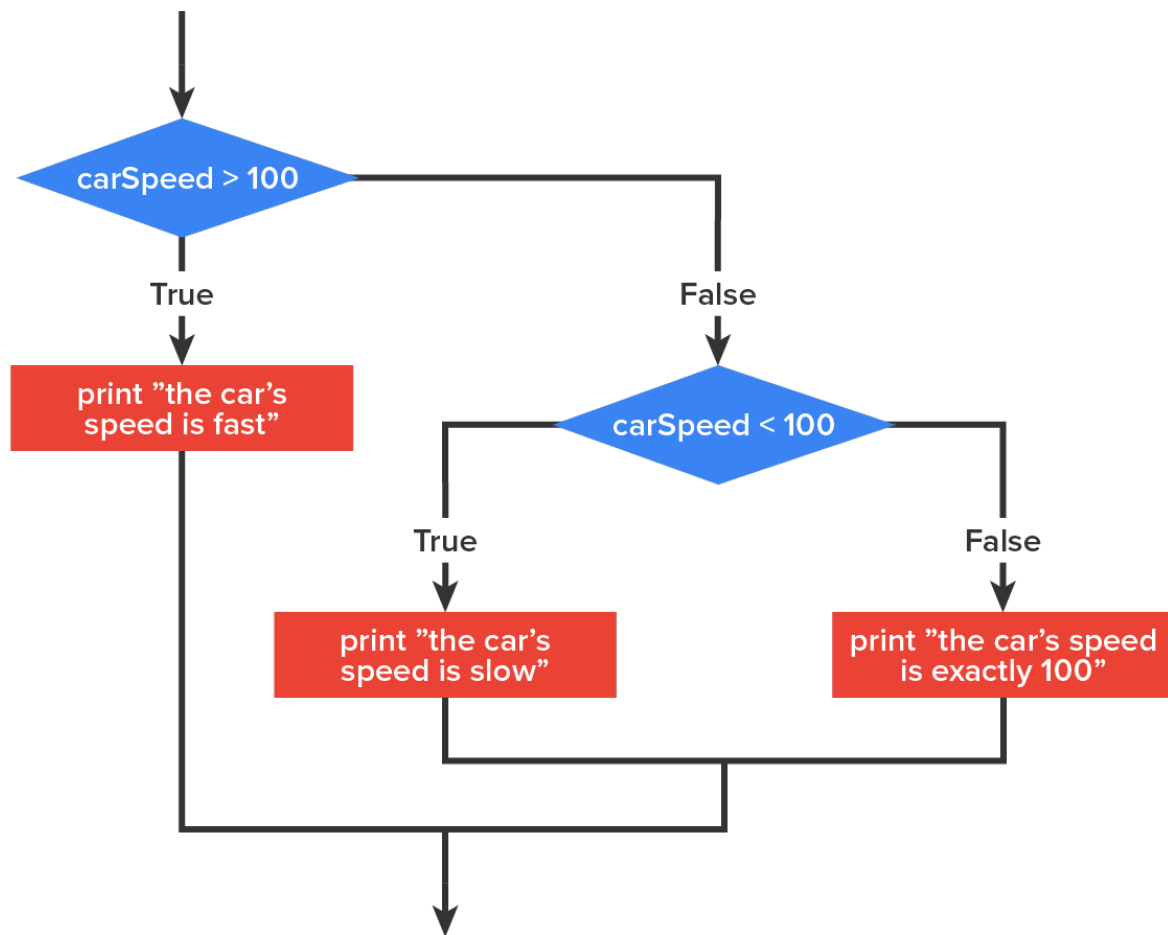 carSpeed > 100
True
False
print ”the car’s
speed is fast”
carSpeed < 100
True
False
print ”the car’s
speed is slow”
print ”the car’s speed
is exactly 100”